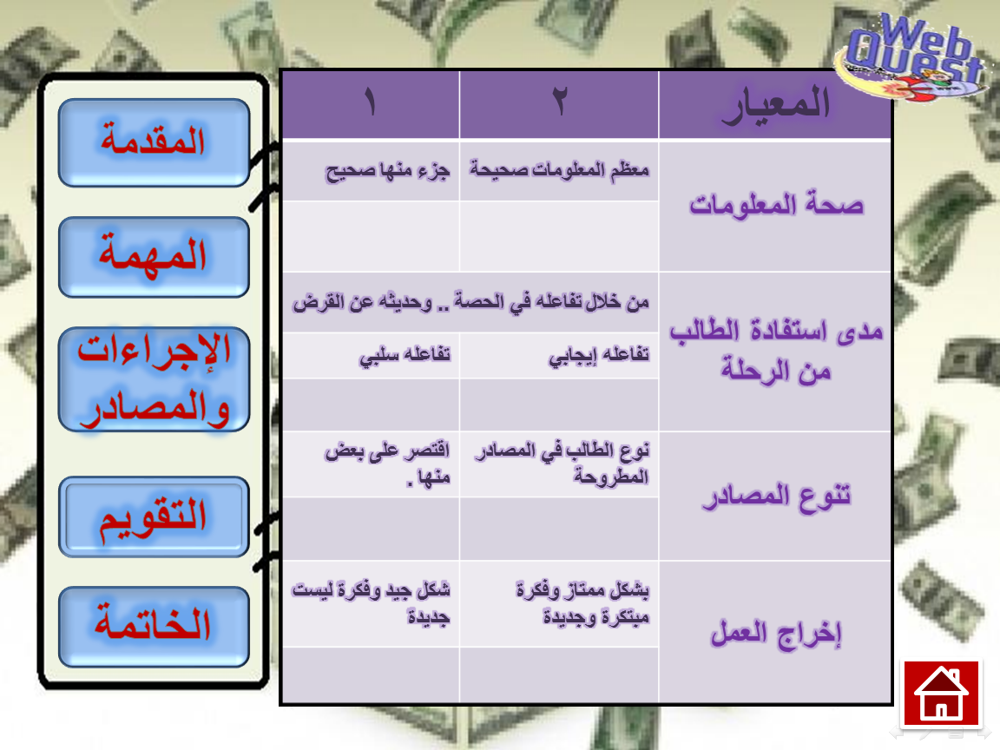 Web
Quest
المعيار ٢ ١
صحة المعلومات
معظم المعلومات صحيحة
جزء منها صحيح
مدى استفادة الطالب
من الرحلة
من خلال تفاعله في الحصة .. وحديثه عن القرض
تفاعله إيجابي
تفاعله سلبي
تنوع المصادر
نوع الطالب في المصادر
المطروحة
اقتصر على بعض
منها .
إخراج العمل
بشكل ممتاز وفكرة
مبتكرة وجديدة
شكل جيد وفكرة ليست
جديدة
المقدمة
المهمة
الإجراءات
والمصادر
التقويم
الخاتمة